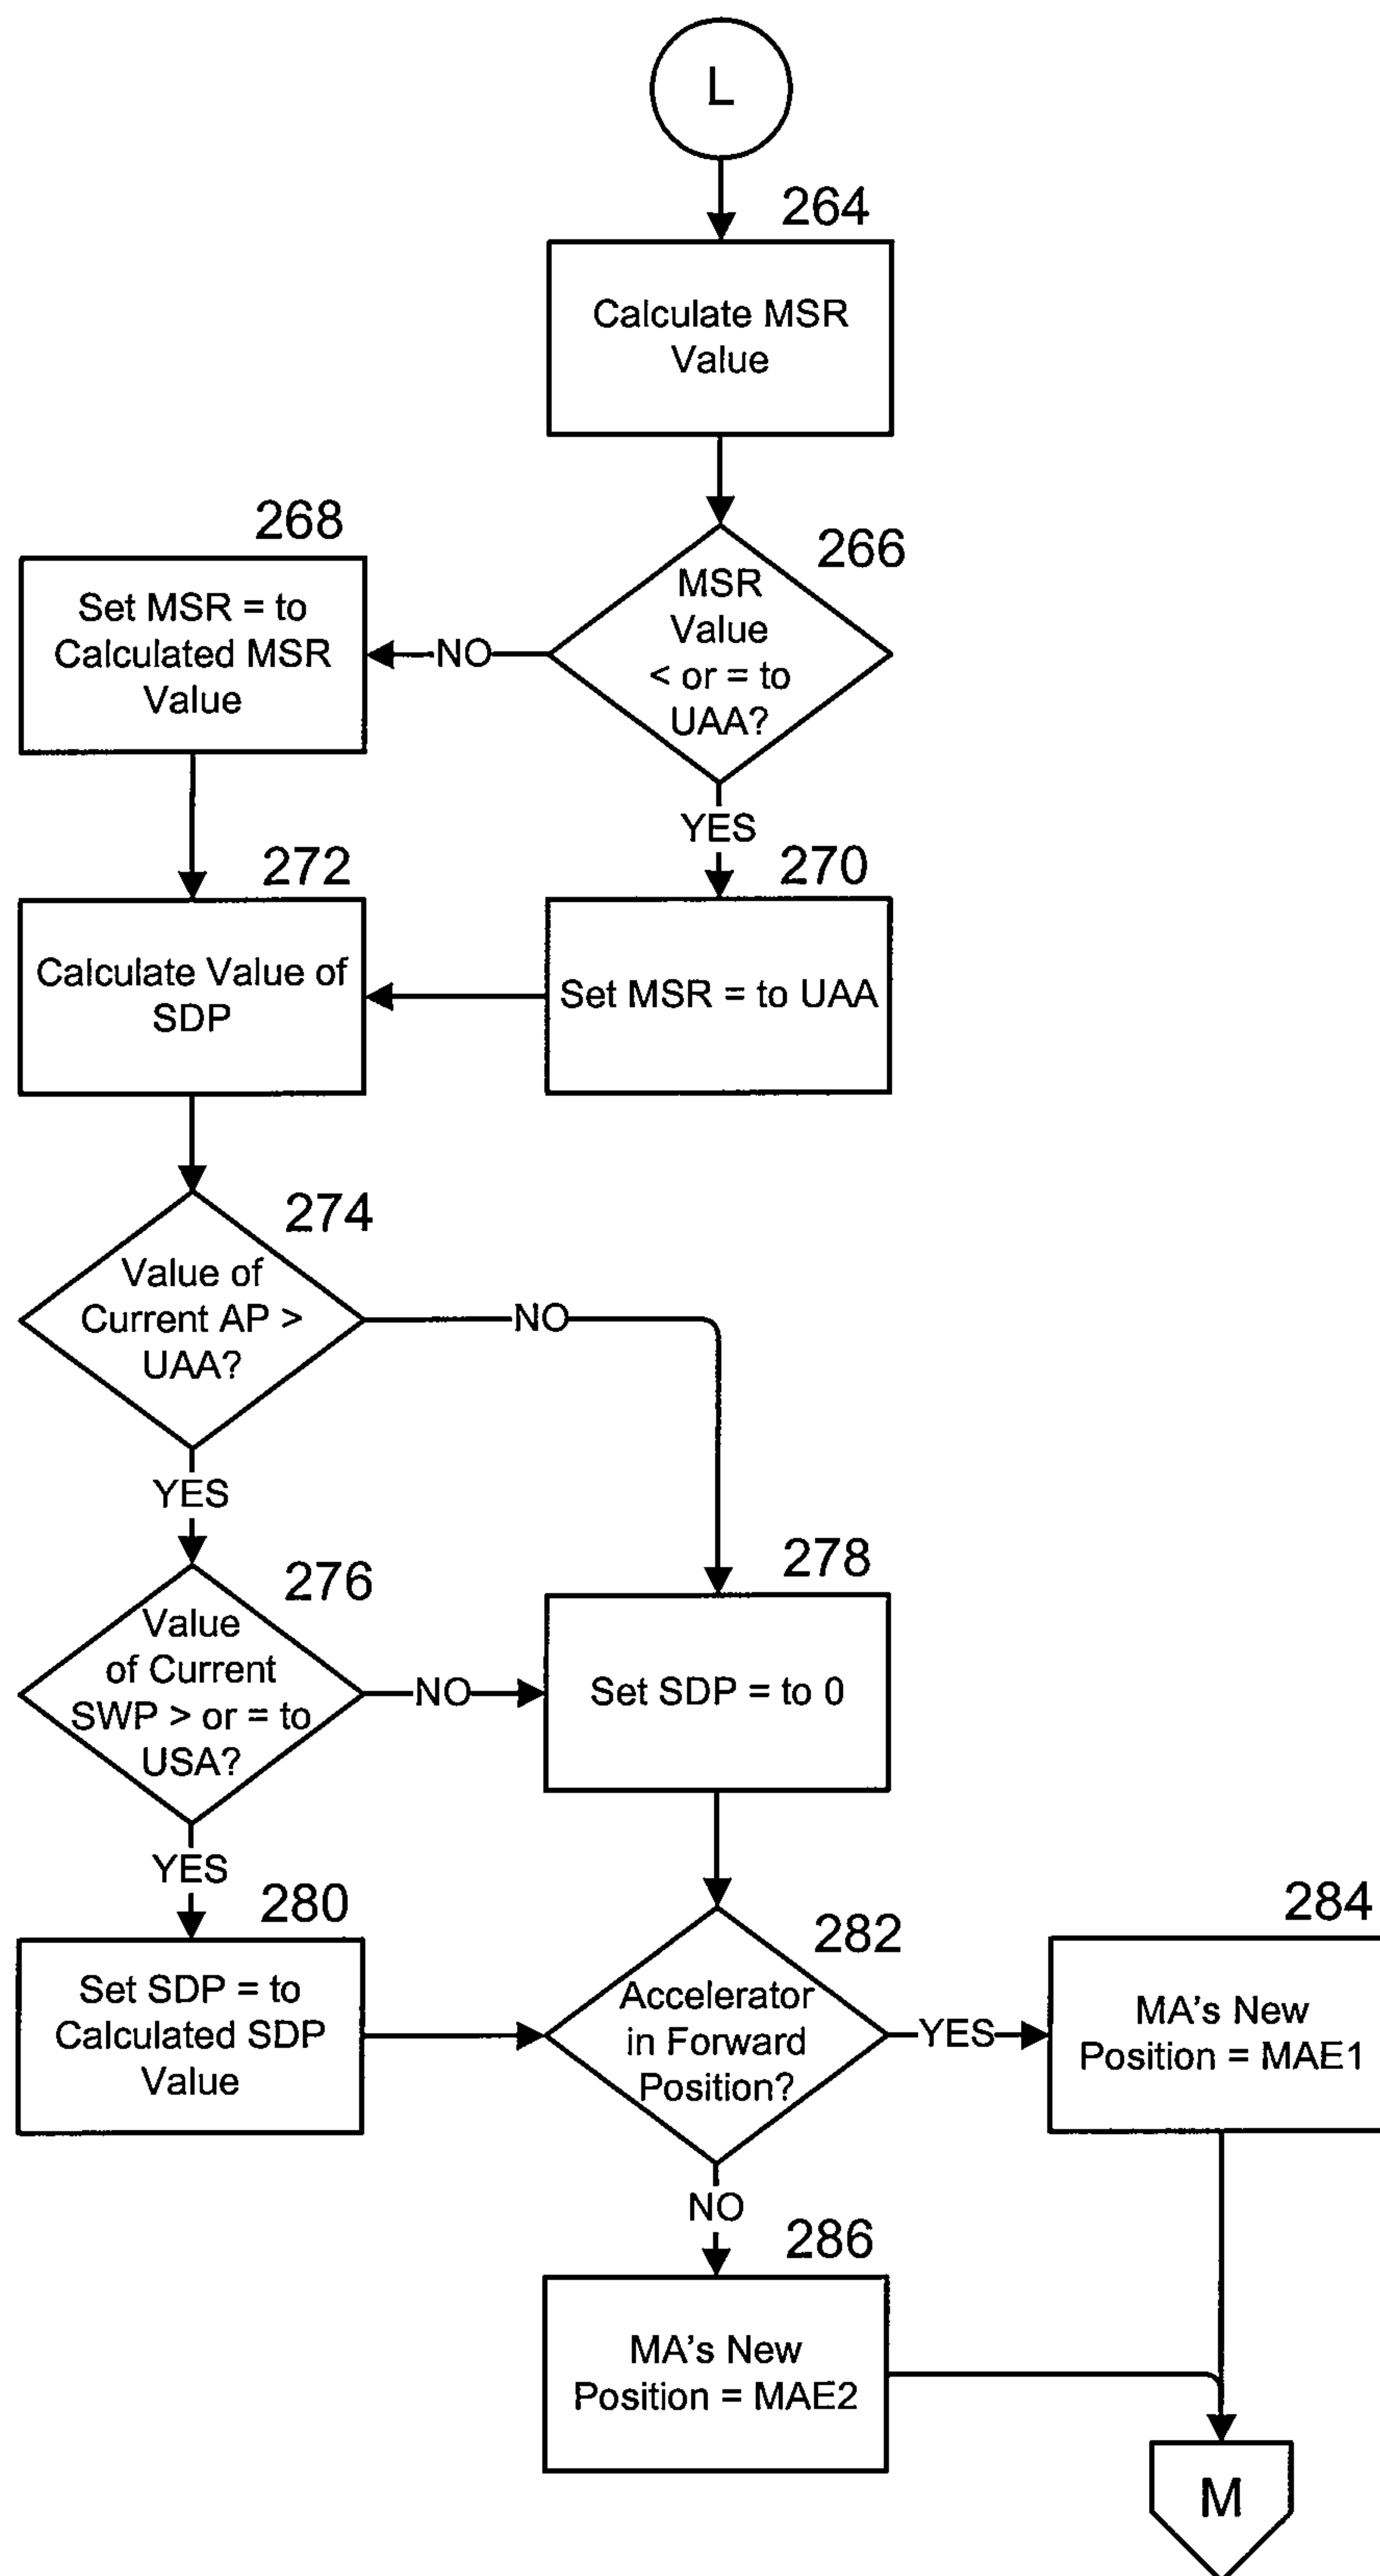 L
264
Calculate MSR
Value
268
266
Set MSR = to
Calculated MSR
Value
NO
MSR
Value
< or = to
UAA?
YES
272
270
Calculate Value of
SDP
Set MSR = to UAA
274
Value of
Current AP >
UAA?
NO
YES
276
278
Value
of Current
SWP > or = to
USA?
NO
Set SDP = to 0
YES
280
282
284
Set SDP = to
Calculated SDP
Value
Accelerator
in Forward
Position?
YES
MA's New
Position = MAE1
NO
286
MA's New
Position = MAE2
M